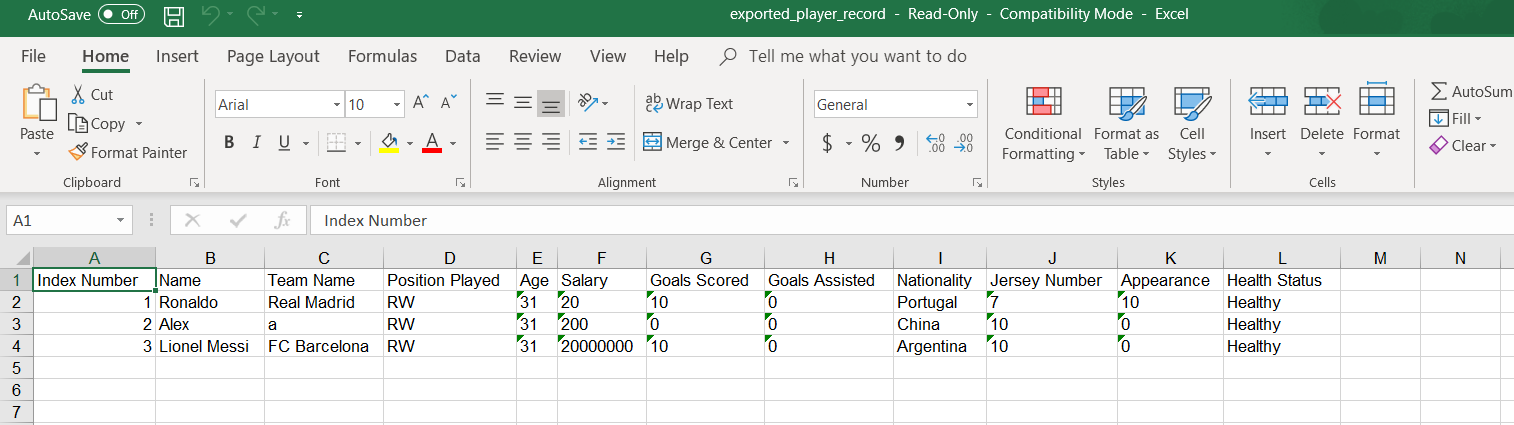 AutoSave Off exported_player_record - Read-Only - Compatibility Mode - Excel
File Home Insert Page Layout Formulas Data Review View Help Tell me what you want to do
Paste
Cut
Copy
Format Painter
Clipboard
Arial 10 A A
B I U A
Font
ab Wrap Text
Merge & Center
Alignment
General
$ % , .0 .00 .00 .0
Number
Conditional Formatting
Format as Table
Cell Styles
Styles
Insert Delete Format
Cells
AutoSum
Fill
Clear
A1 fx Index Number
A B C D E F G H I J K L M N
1 Index Number Name Team Name Position Played Age Salary Goals Scored Goals Assisted Nationality Jersey Number Appearance Health Status
2 1 Ronaldo Real Madrid RW 31 20 10 0 Portugal 7 10 Healthy
3 2 Alex a RW 31 200 0 0 China 10 0 Healthy
4 3 Lionel Messi FC Barcelona RW 31 20000000 10 0 Argentina 10 0 Healthy
5
6
7